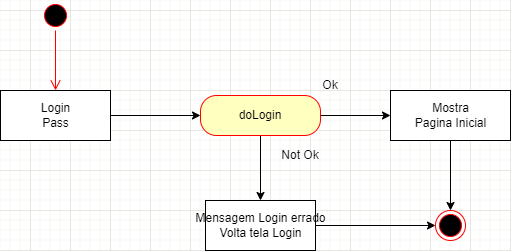 Ok
Login
Pass
doLogin
Mostra
Pagina Inicial
Not Ok
Mensagem Login errado
Volta tela Login